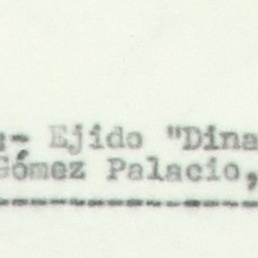 :- Ejido "Dina
Gómez Palacio,
---------------------